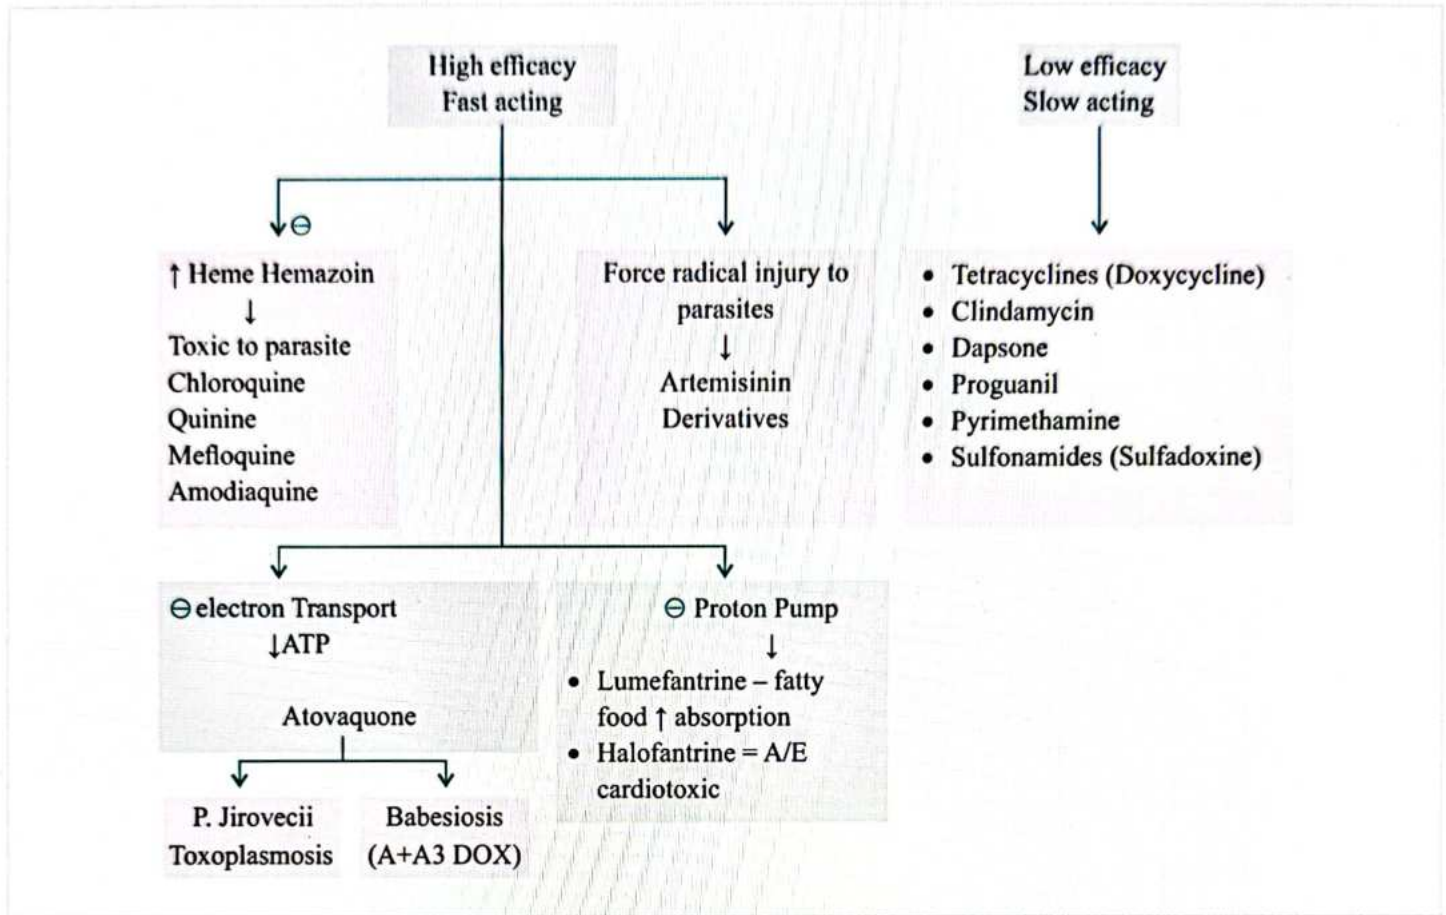 High efficacy
Fast acting
Low efficacy
Slow acting
⊖
↑ Heme Hemazoin
↓
Toxic to parasite
Chloroquine
Quinine
Mefloquine
Amodiaquine
Force radical injury to
parasites
↓
Artemisinin
Derivatives
• Tetracyclines (Doxycycline)
• Clindamycin
• Dapsone
• Proguanil
• Pyrimethamine
• Sulfonamides (Sulfadoxine)
⊖ electron Transport
↓ATP
Atovaquone
P. Jirovecii
Toxoplasmosis
Babesiosis
(A+A3 DOX)
⊖ Proton Pump
↓
• Lumefantrine – fatty
food ↑ absorption
• Halofantrine = A/E
cardiotoxic